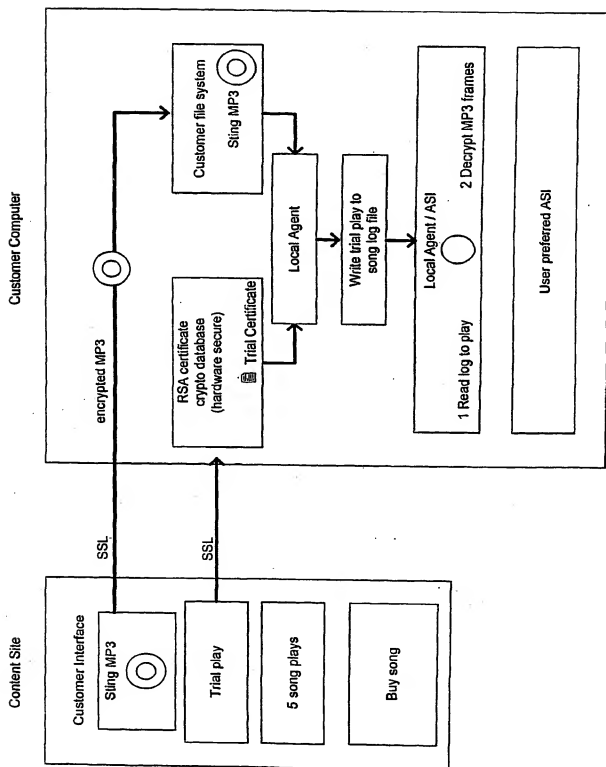 Content Site
Customer Interface
Sting MP3
Trial play
5 song plays
Buy song
SSL
SSL
encrypted MP3
Customer Computer
RSA certificate
crypto database
(hardware secure)
Trial Certificate
Customer file system
Sting MP3
Local Agent
Write trial play to
song log file
Local Agent / ASI
1 Read log to play
2 Decrypt MP3 frames
User preferred ASI